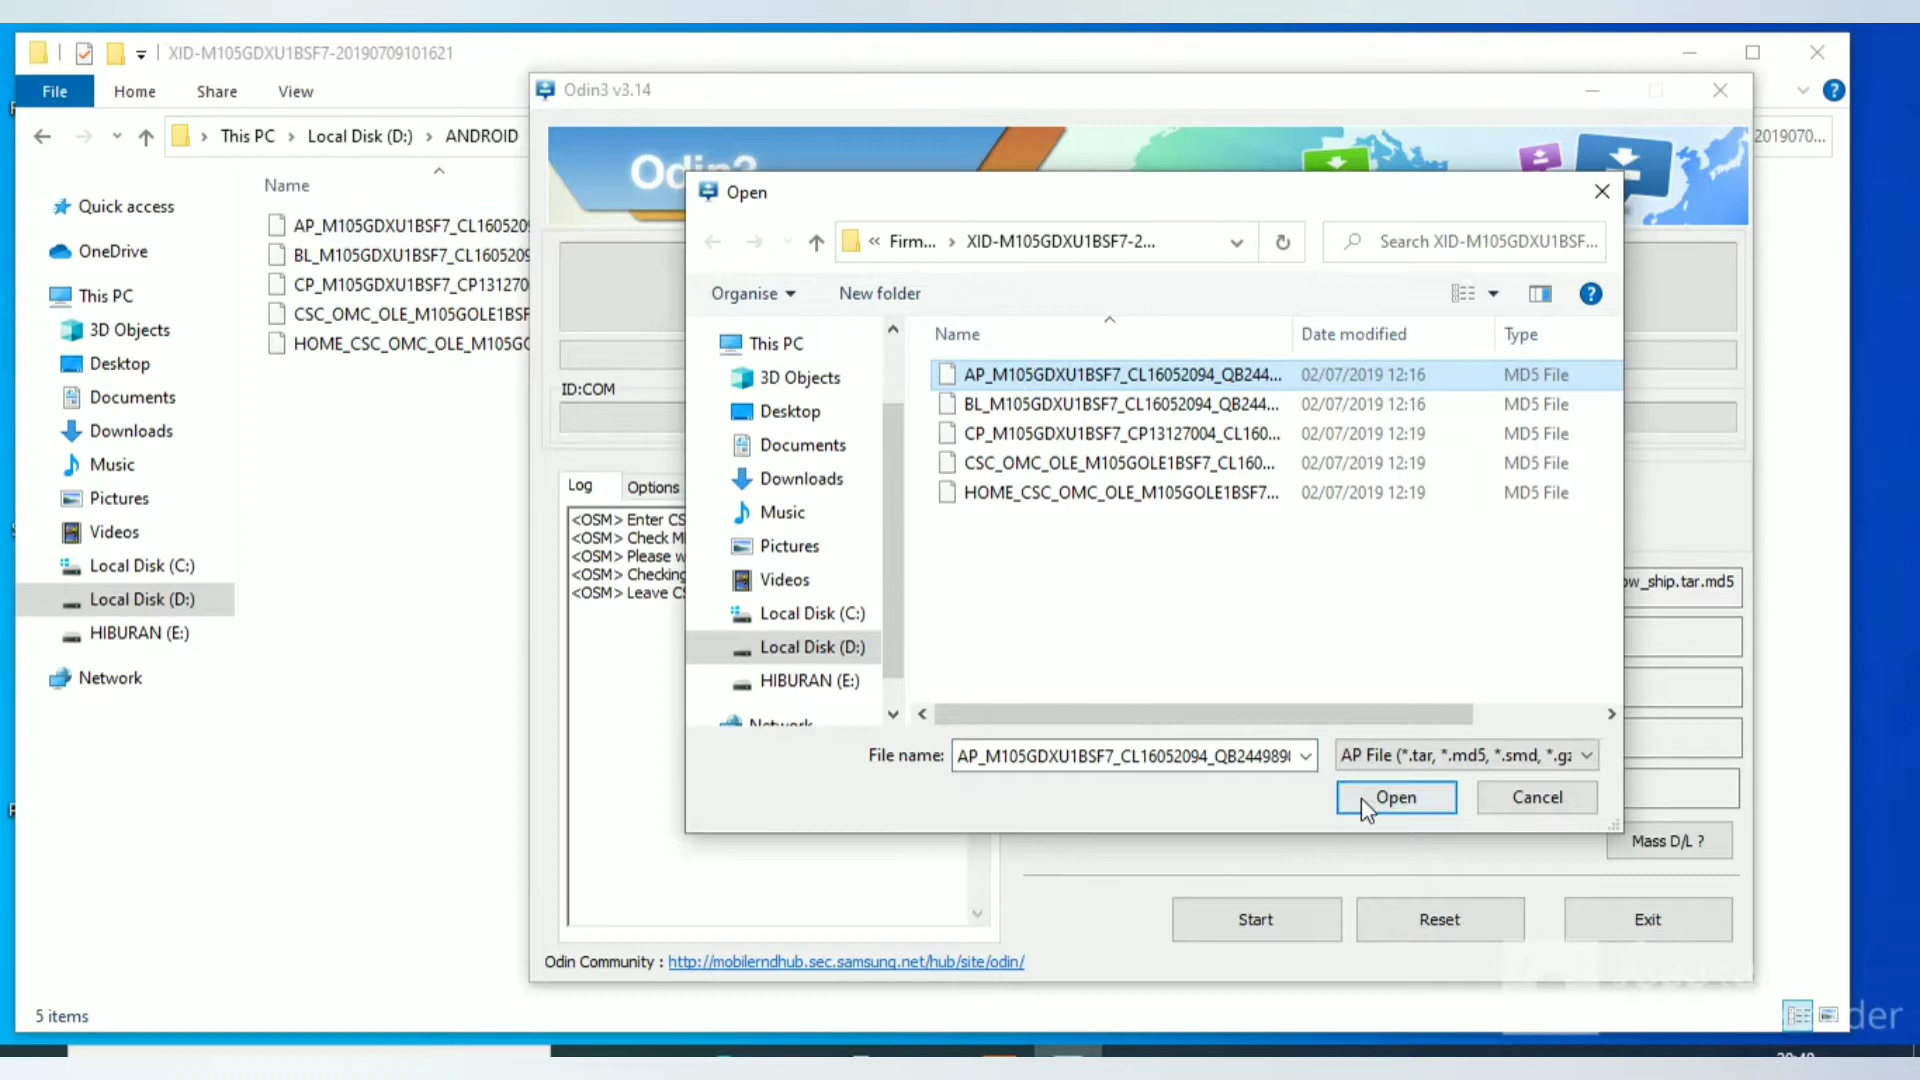 XID-M105GDXU1BSF7-20190709101621
File Home Share View
This PC Local Disk (D:) ANDROID
2019070...
Name
Quick access
OneDrive
This PC
3D Objects
Desktop
Documents
Downloads
Music
Pictures
Videos
Local Disk (C:)
Local Disk (D:)
HIBURAN (E:)
Network
AP_M105GDXU1BSF7_CL1605209
BL_M105GDXU1BSF7_CL1605209
CP_M105GDXU1BSF7_CP131270
CSC_OMC_OLE_M105GOLE1BSF
HOME_CSC_OMC_OLE_M105G
5 items
Odin3 v3.14
Odin3
ID:COM
Log Options
<OSM> Enter CS
<OSM> Check M
<OSM> Please w
<OSM> Checking
<OSM> Leave CS
Open
« Firm... XID-M105GDXU1BSF7-2...
Search XID-M105GDXU1BSF...
Organise New folder
This PC
3D Objects
Desktop
Documents
Downloads
Music
Pictures
Videos
Local Disk (C:)
Local Disk (D:)
HIBURAN (E:)
Network
Name Date modified Type
AP_M105GDXU1BSF7_CL16052094_QB244... 02/07/2019 12:16 MD5 File
BL_M105GDXU1BSF7_CL16052094_QB244... 02/07/2019 12:16 MD5 File
CP_M105GDXU1BSF7_CP13127004_CL160... 02/07/2019 12:19 MD5 File
CSC_OMC_OLE_M105GOLE1BSF7_CL160... 02/07/2019 12:19 MD5 File
HOME_CSC_OMC_OLE_M105GOLE1BSF7... 02/07/2019 12:19 MD5 File
File name: AP_M105GDXU1BSF7_CL16052094_QB244989 AP File (*.tar, *.md5, *.smd, *.gz
Open Cancel
ow_ship.tar.md5
Mass D/L ?
Start Reset Exit
Odin Community : http://mobilerndhub.sec.samsung.net/hub/site/odin/
der